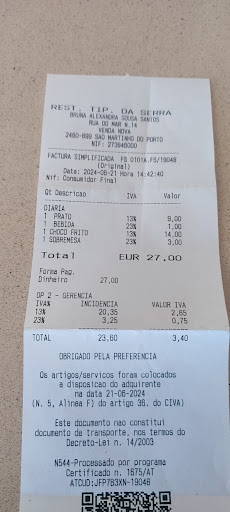 REST. TIP. DA SERRA
BRUNA ALEXANDRA SOUSA SANTOS
RUA DO MAR N.14
VENDA NOVA
2460-699 SAO MARTINHO DO PORTO
NIF: 273946000
FACTURA SIMPLIFICADA FS 0101A.FS/19048
(Original)
Data: 2024-06-21 Hora 14:42:40
Nif: Consumidor Final
Qt Descricao IVA Valor
DIARIA
1 PRATO 13% 9,00
1 BEBIDA 23% 1,00
1 CHOCO FRITO 13% 14,00
1 SOBREMESA 23% 3,00
Total EUR 27,00
Forma Pag.
Dinheiro 27,00
OP 2 - GERENCIA
IVA% INCIDENCIA VALOR IVA
13% 20,35 2,65
23% 3,25 0,75
TOTAL 23,60 3,40
OBRIGADO PELA PREFERENCIA
Os artigos/servicos foram colocados
a disposicao do adquirente
na data 21-06-2024
(N. 5, Alinea F) do artigo 36. do CIVA)
Este documento nao constitui
documento de transporte, nos termos do
Decreto-Lei n. 14/2003
N544-Processado por programa
Certificado n. 1675/AT
ATCUD:JFP7B3XN-19048